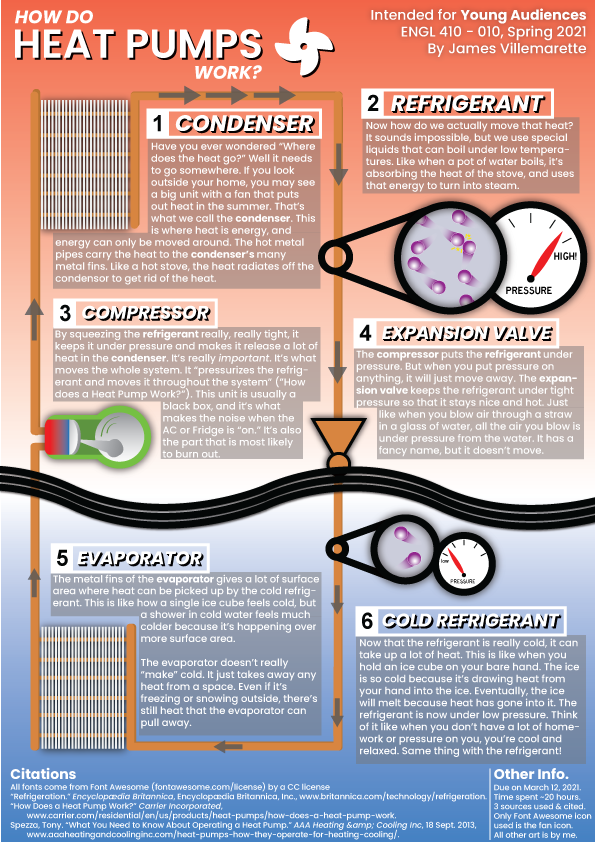 HOW DO
HEAT PUMPS
WORK?
Intended for Young Audiences
ENGL 410 - 010, Spring 2021
By James Villemarette
1 CONDENSER
Have you ever wondered “Where
does the heat go?” Well it needs
to go somewhere. If you look
outside your home, you may see
a big unit with a fan that puts
out heat in the summer. That’s
what we call the condenser. This
is where heat is energy, and
energy can only be moved around. The hot metal
pipes carry the heat to the condenser’s many
metal fins. Like a hot stove, the heat radiates off the
condensor to get rid of the heat.
2 REFRIGERANT
Now how do we actually move that heat?
It sounds impossible, but we use special
liquids that can boil under low tempera-
tures. Like when a pot of water boils, it’s
absorbing the heat of the stove, and uses
that energy to turn into steam.
HIGH!
PRESSURE
3 COMPRESSOR
By squeezing the refrigerant really, really tight, it
keeps it under pressure and makes it release a lot of
heat in the condenser. It’s really important. It’s what
moves the whole system. It “pressurizes the refrig-
erant and moves it throughout the system” (“How
does a Heat Pump Work?”). This unit is usually a
black box, and it’s what
makes the noise when the
AC or Fridge is “on.” It’s also
the part that is most likely
to burn out.
4 EXPANSION VALVE
The compressor puts the refrigerant under
pressure. But when you put pressure on
anything, it will just move away. The expan-
sion valve keeps the refrigerant under tight
pressure so that it stays nice and hot. Just
like when you blow air through a straw
in a glass of water, all the air you blow is
under pressure from the water. It has a
fancy name, but it doesn’t move.
low
PRESSURE
5 EVAPORATOR
The metal fins of the evaporator gives a lot of surface
area where heat can be picked up by the cold refrig-
erant. This is like how a single ice cube feels cold, but
a shower in cold water feels much
colder because it’s happening over
more surface area.
The evaporator doesn’t really
“make” cold. It just takes away any
heat from a space. Even if it’s
freezing or snowing outside, there’s
still heat that the evaporator can
pull away.
6 COLD REFRIGERANT
Now that the refrigerant is really cold, it can
take up a lot of heat. This is like when you
hold an ice cube on your bare hand. The ice
is so cold because it’s drawing heat from
your hand into the ice. Eventually, the ice
will melt because heat has gone into it. The
refrigerant is now under low pressure. Think
of it like when you don’t have a lot of home-
work or pressure on you, you’re cool and
relaxed. Same thing with the refrigerant!
Citations
All fonts come from Font Awesome (fontawesome.com/license) by a CC license
“Refrigeration.” Encyclopædia Britannica, Encyclopædia Britannica, Inc., www.britannica.com/technology/refrigeration.
“How Does a Heat Pump Work?” Carrier Incorporated,
www.carrier.com/residential/en/us/products/heat-pumps/how-does-a-heat-pump-work.
Spezza, Tony. “What You Need to Know About Operating a Heat Pump.” AAA Heating &amp; Cooling Inc, 18 Sept. 2013,
www.aaaheatingandcoolinginc.com/heat-pumps-how-they-operate-for-heating-cooling/.
Other Info.
Due on March 12, 2021.
Time spent ~20 hours.
3 sources used & cited.
Only Font Awesome icon
used is the fan icon.
All other art is by me.